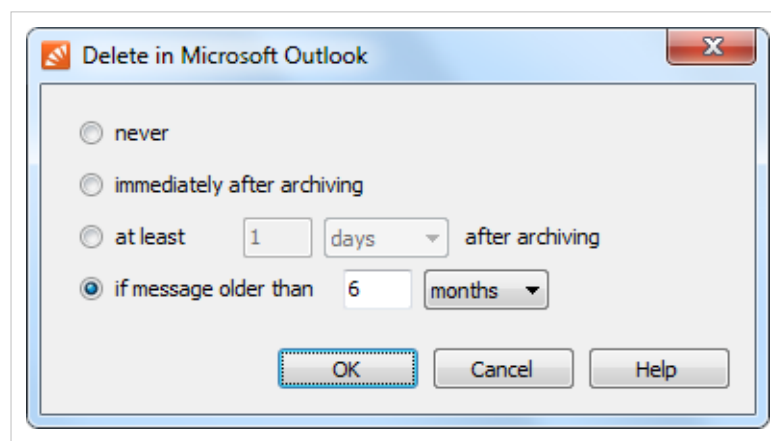 Delete in Microsoft Outlook
never
immediately after archiving
at least 1 days after archiving
if message older than 6 months
OK Cancel Help